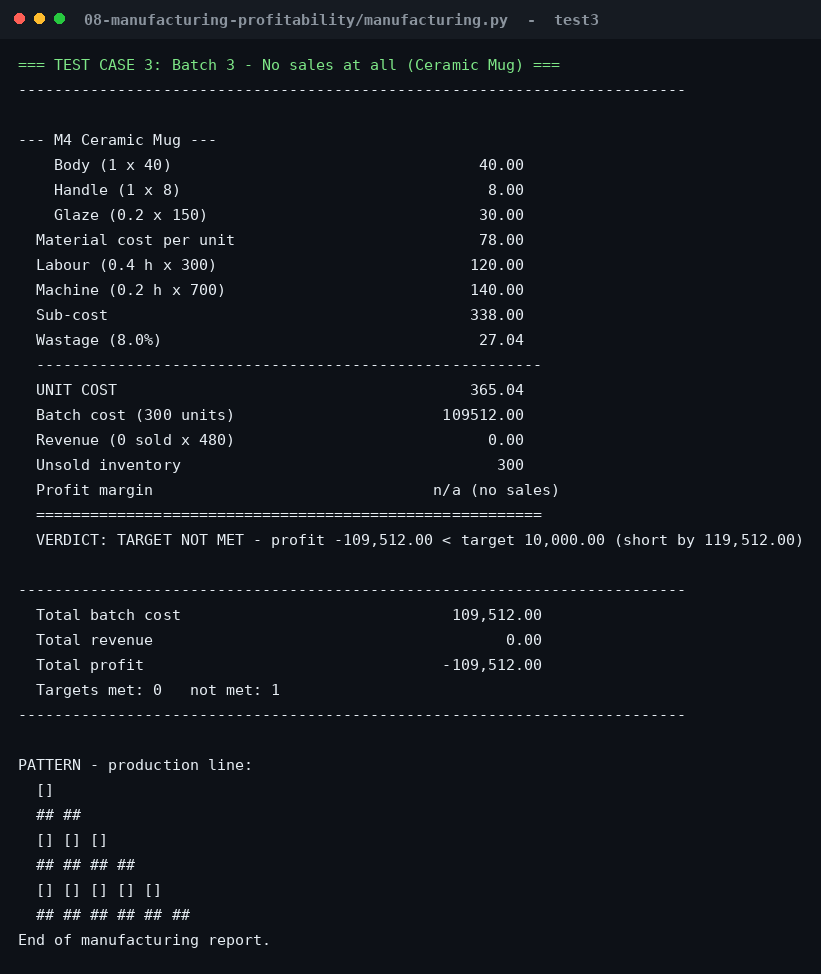 08-manufacturing-profitability/manufacturing.py  -  test3
=== TEST CASE 3: Batch 3 - No sales at all (Ceramic Mug) ===
--------------------------------------------------------------------------
--- M4 Ceramic Mug ---
    Body (1 x 40)                                  40.00
    Handle (1 x 8)                                  8.00
    Glaze (0.2 x 150)                              30.00
  Material cost per unit                           78.00
  Labour (0.4 h x 300)                            120.00
  Machine (0.2 h x 700)                           140.00
  Sub-cost                                        338.00
  Wastage (8.0%)                                   27.04
  --------------------------------------------------------
  UNIT COST                                       365.04
  Batch cost (300 units)                       109512.00
  Revenue (0 sold x 480)                            0.00
  Unsold inventory                                   300
  Profit margin                               n/a (no sales)
  ========================================================
  VERDICT: TARGET NOT MET - profit -109,512.00 < target 10,000.00 (short by 119,512.00)
--------------------------------------------------------------------------
  Total batch cost                              109,512.00
  Total revenue                                       0.00
  Total profit                                 -109,512.00
  Targets met: 0   not met: 1
--------------------------------------------------------------------------
PATTERN - production line:
  []
  ## ##
  [] [] []
  ## ## ## ##
  [] [] [] [] []
  ## ## ## ## ## ##
End of manufacturing report.